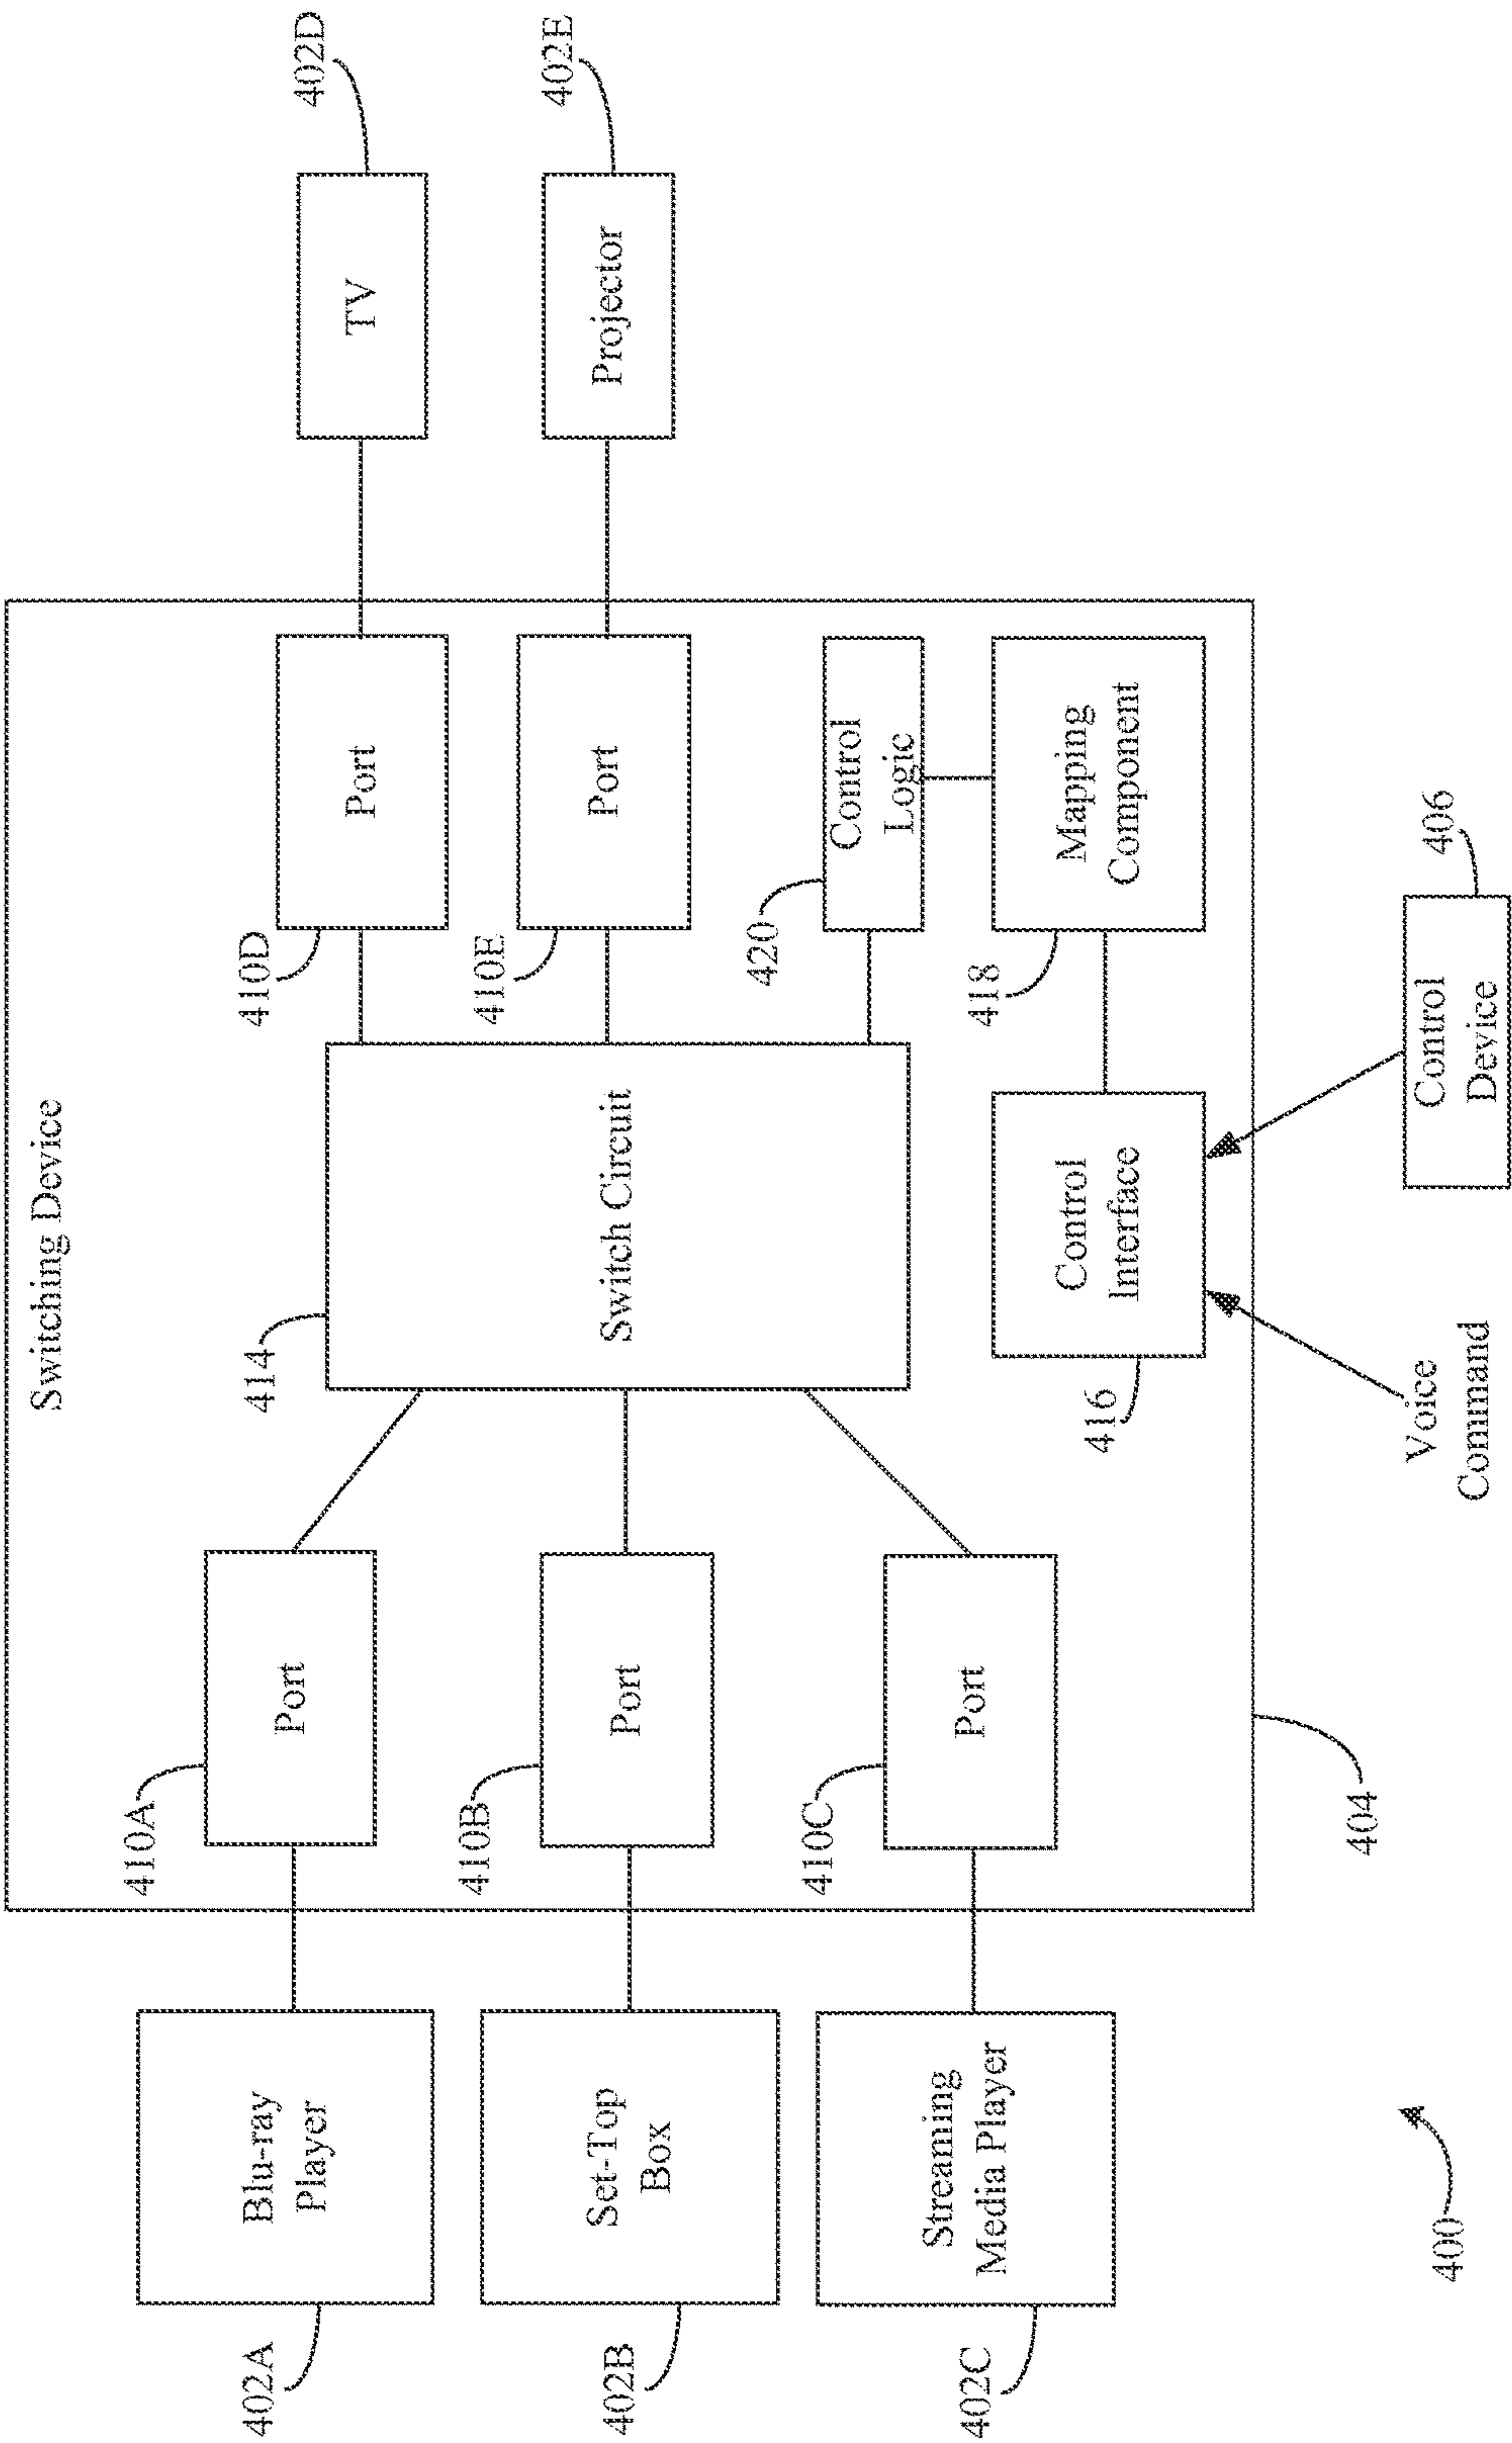 Switching Device
402A
Blu-ray
Player
410A
Port
414
Switch Circuit
410D
Port
TV
402D
402B
Set-Top
Box
410B
Port
410E
Port
Projector
402E
402C
Streaming
Media Player
410C
Port
420
Control
Logic
416
Control
Interface
418
Mapping
Component
404
Voice
Command
Control
Device
406
400